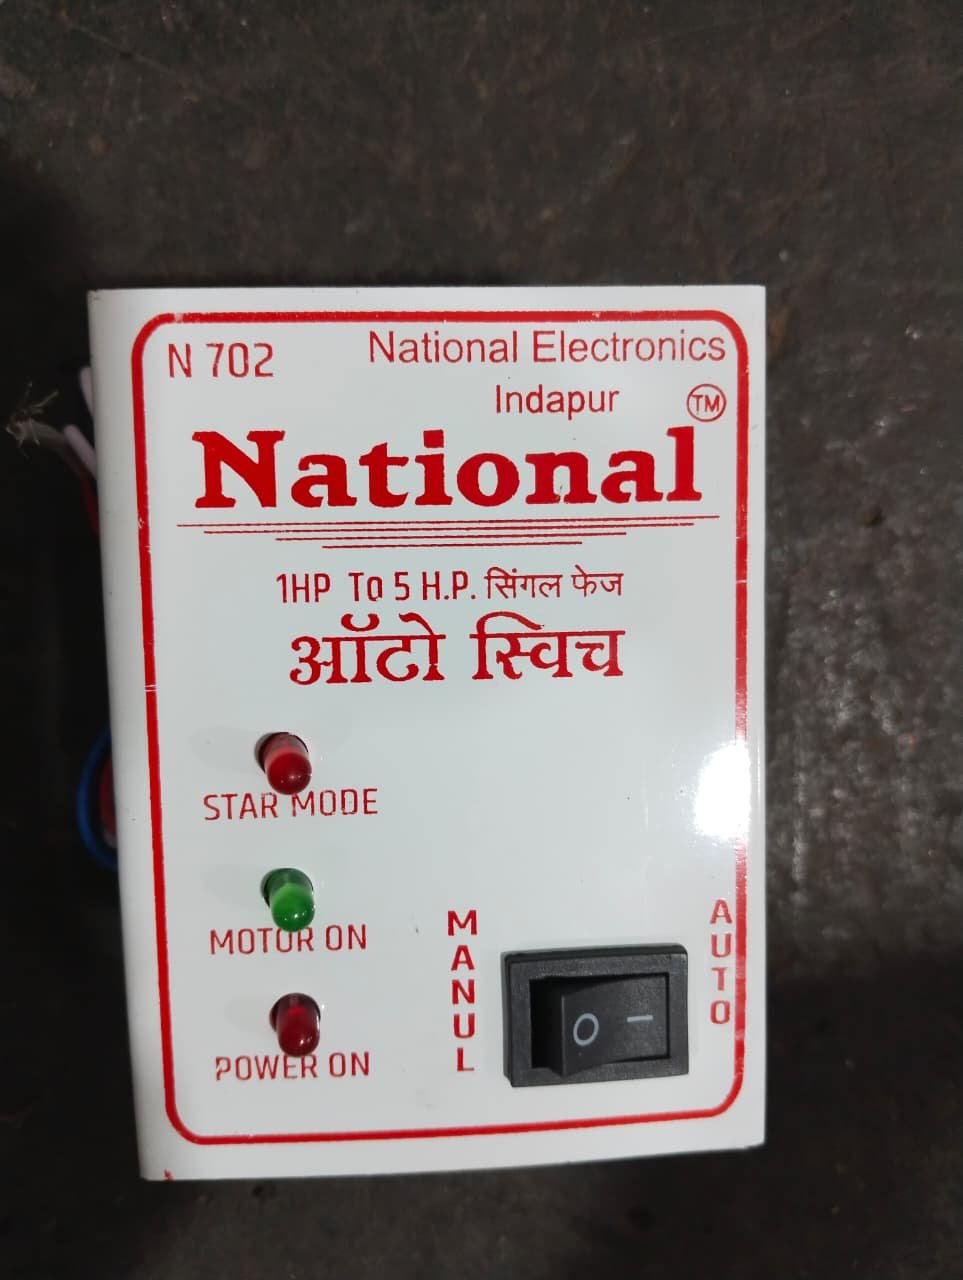 N 702
National Electronics
Indapur
TM
National
1HP To 5 H.P. सिंगल फेज
ऑटो स्विच
STAR MODE
MOTOR ON
POWER ON
MANUL
O I
AUTO